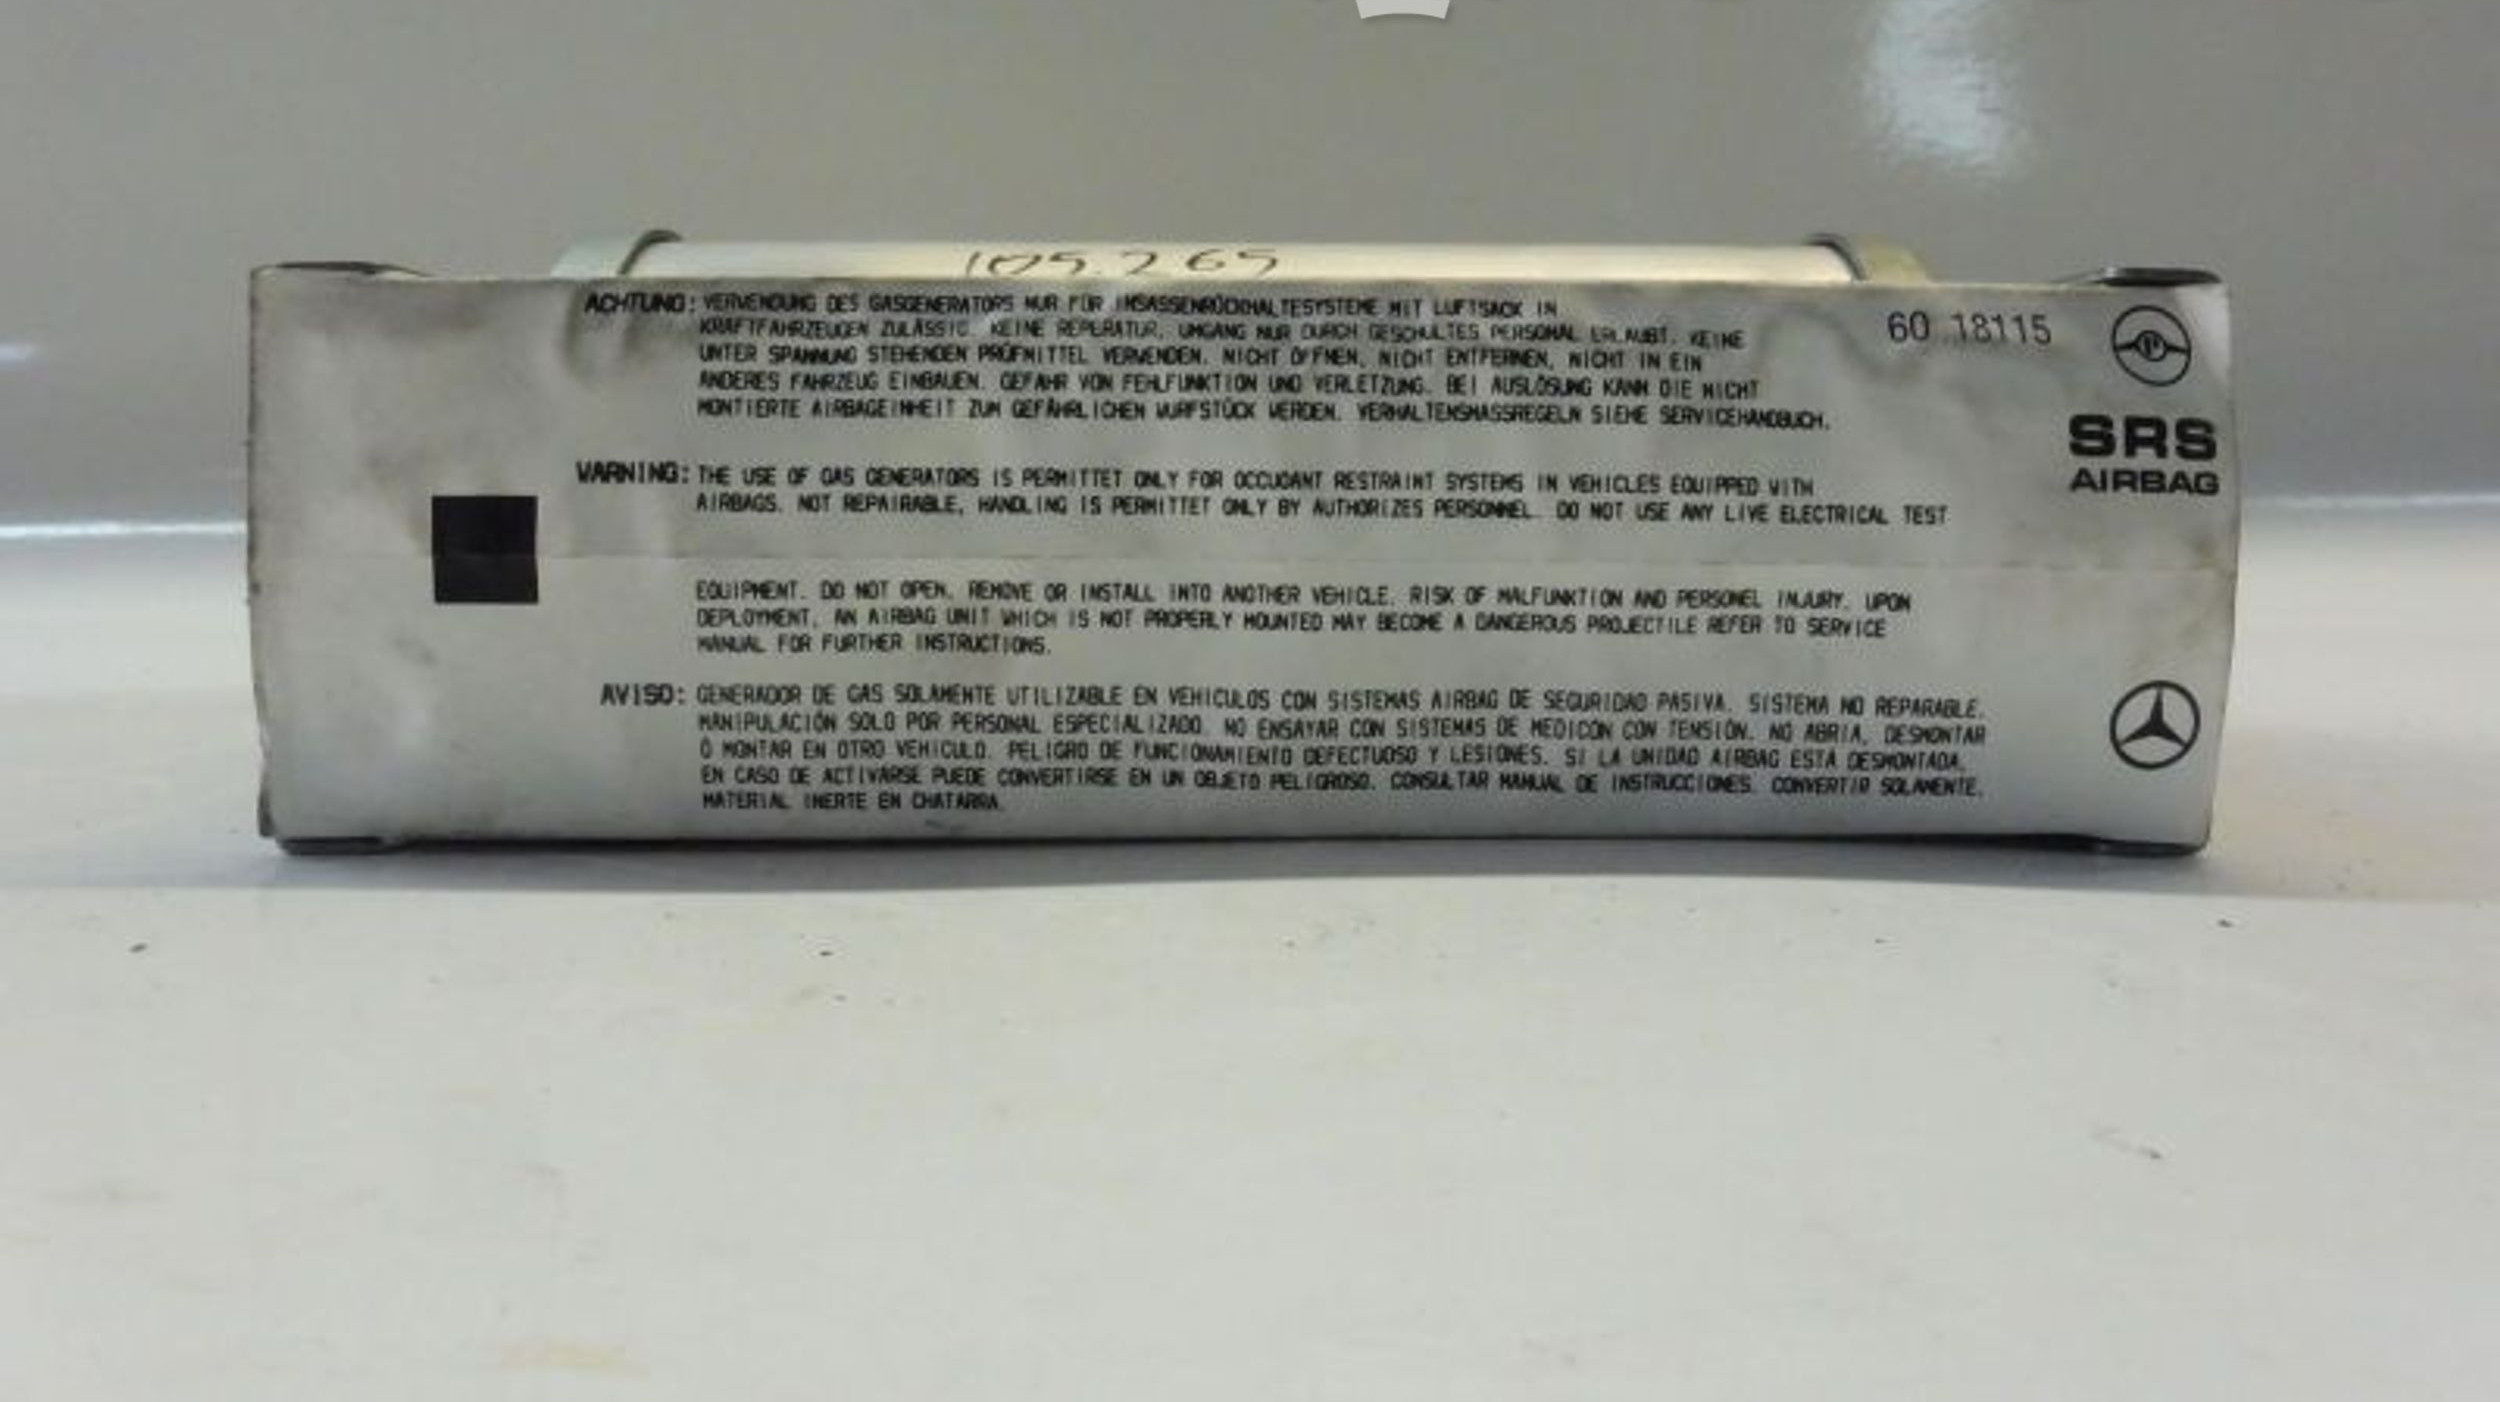 105.265
ACHTUNG: VERWENDUNG DES GASGENERATORS NUR FÜR INSASSENRÜCKHALTESYSTEME MIT LUFTSACK IN
KRAFTFAHRZEUGEN ZULÄSSIG. KEINE REPERATUR, UMGANG NUR DURCH GESCHULTES PERSONAL ERLAUBT. KEINE
UNTER SPANNUNG STEHENDEN PRÜFMITTEL VERWENDEN. NICHT ÖFFNEN, NICHT ENTFERNEN, NICHT IN EIN
ANDERES FAHRZEUG EINBAUEN. GEFAHR VON FEHLFUNKTION UND VERLETZUNG. BEI AUSLÖSUNG KANN DIE NICHT
MONTIERTE AIRBAGEINHEIT ZUM GEFÄHRLICHEN WURFSTÜCK WERDEN. VERHALTENSMASSREGELN SIEHE SERVICEHANDBUCH.
60 18115
SRS
AIRBAG
WARNING: THE USE OF GAS GENERATORS IS PERMITTET ONLY FOR OCCUOANT RESTRAINT SYSTEMS IN VEHICLES EQUIPPED WITH
AIRBAGS. NOT REPAIRABLE, HANDLING IS PERMITTET ONLY BY AUTHORIZES PERSONNEL. DO NOT USE ANY LIVE ELECTRICAL TEST
EQUIPMENT. DO NOT OPEN, REMOVE OR INSTALL INTO ANOTHER VEHICLE. RISK OF MALFUNKTION AND PERSONEL INJURY. UPON
DEPLOYMENT, AN AIRBAG UNIT WHICH IS NOT PROPERLY MOUNTED MAY BECOME A DANGEROUS PROJECTILE REFER TO SERVICE
MANUAL FOR FURTHER INSTRUCTIONS.
AVISO: GENERADOR DE GAS SOLAMENTE UTILIZABLE EN VEHICULOS CON SISTEMAS AIRBAG DE SEGURIDAD PASIVA. SISTEMA NO REPARABLE.
MANIPULACIÓN SOLO POR PERSONAL ESPECIALIZADO. NO ENSAYAR CON SISTEMAS DE MEDICÓN CON TENSIÓN. NO ABRIA, DESMONTAR
O MONTAR EN OTRO VEHICULO. PELIGRO DE FUNCIONAMIENTO DEFECTUOSO Y LESIONES. SI LA UNIDAD AIRBAG ESTÁ DESMONTADA,
EN CASO DE ACTIVARSE PUEDE CONVERTIRSE EN UN OBJETO PELIGROSO. CONSULTAR MANUAL DE INSTRUCCIONES. CONVERTIR SOLAMENTE.
MATERIAL INERTE EN CHATARRA.